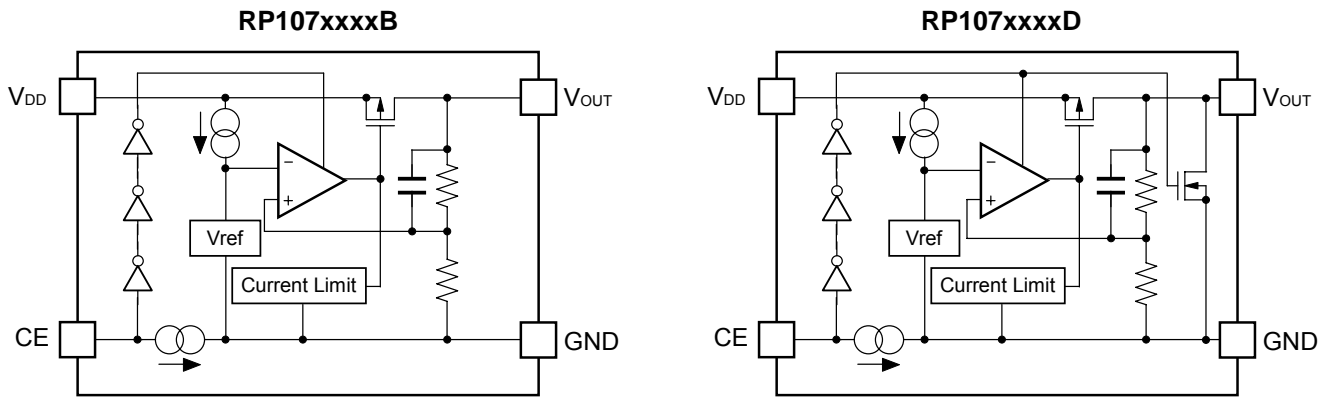 RP107xxxxB
VDD
VOUT
−
+
Vref
Current Limit
CE
GND
RP107xxxxD
VDD
VOUT
−
+
Vref
Current Limit
CE
GND